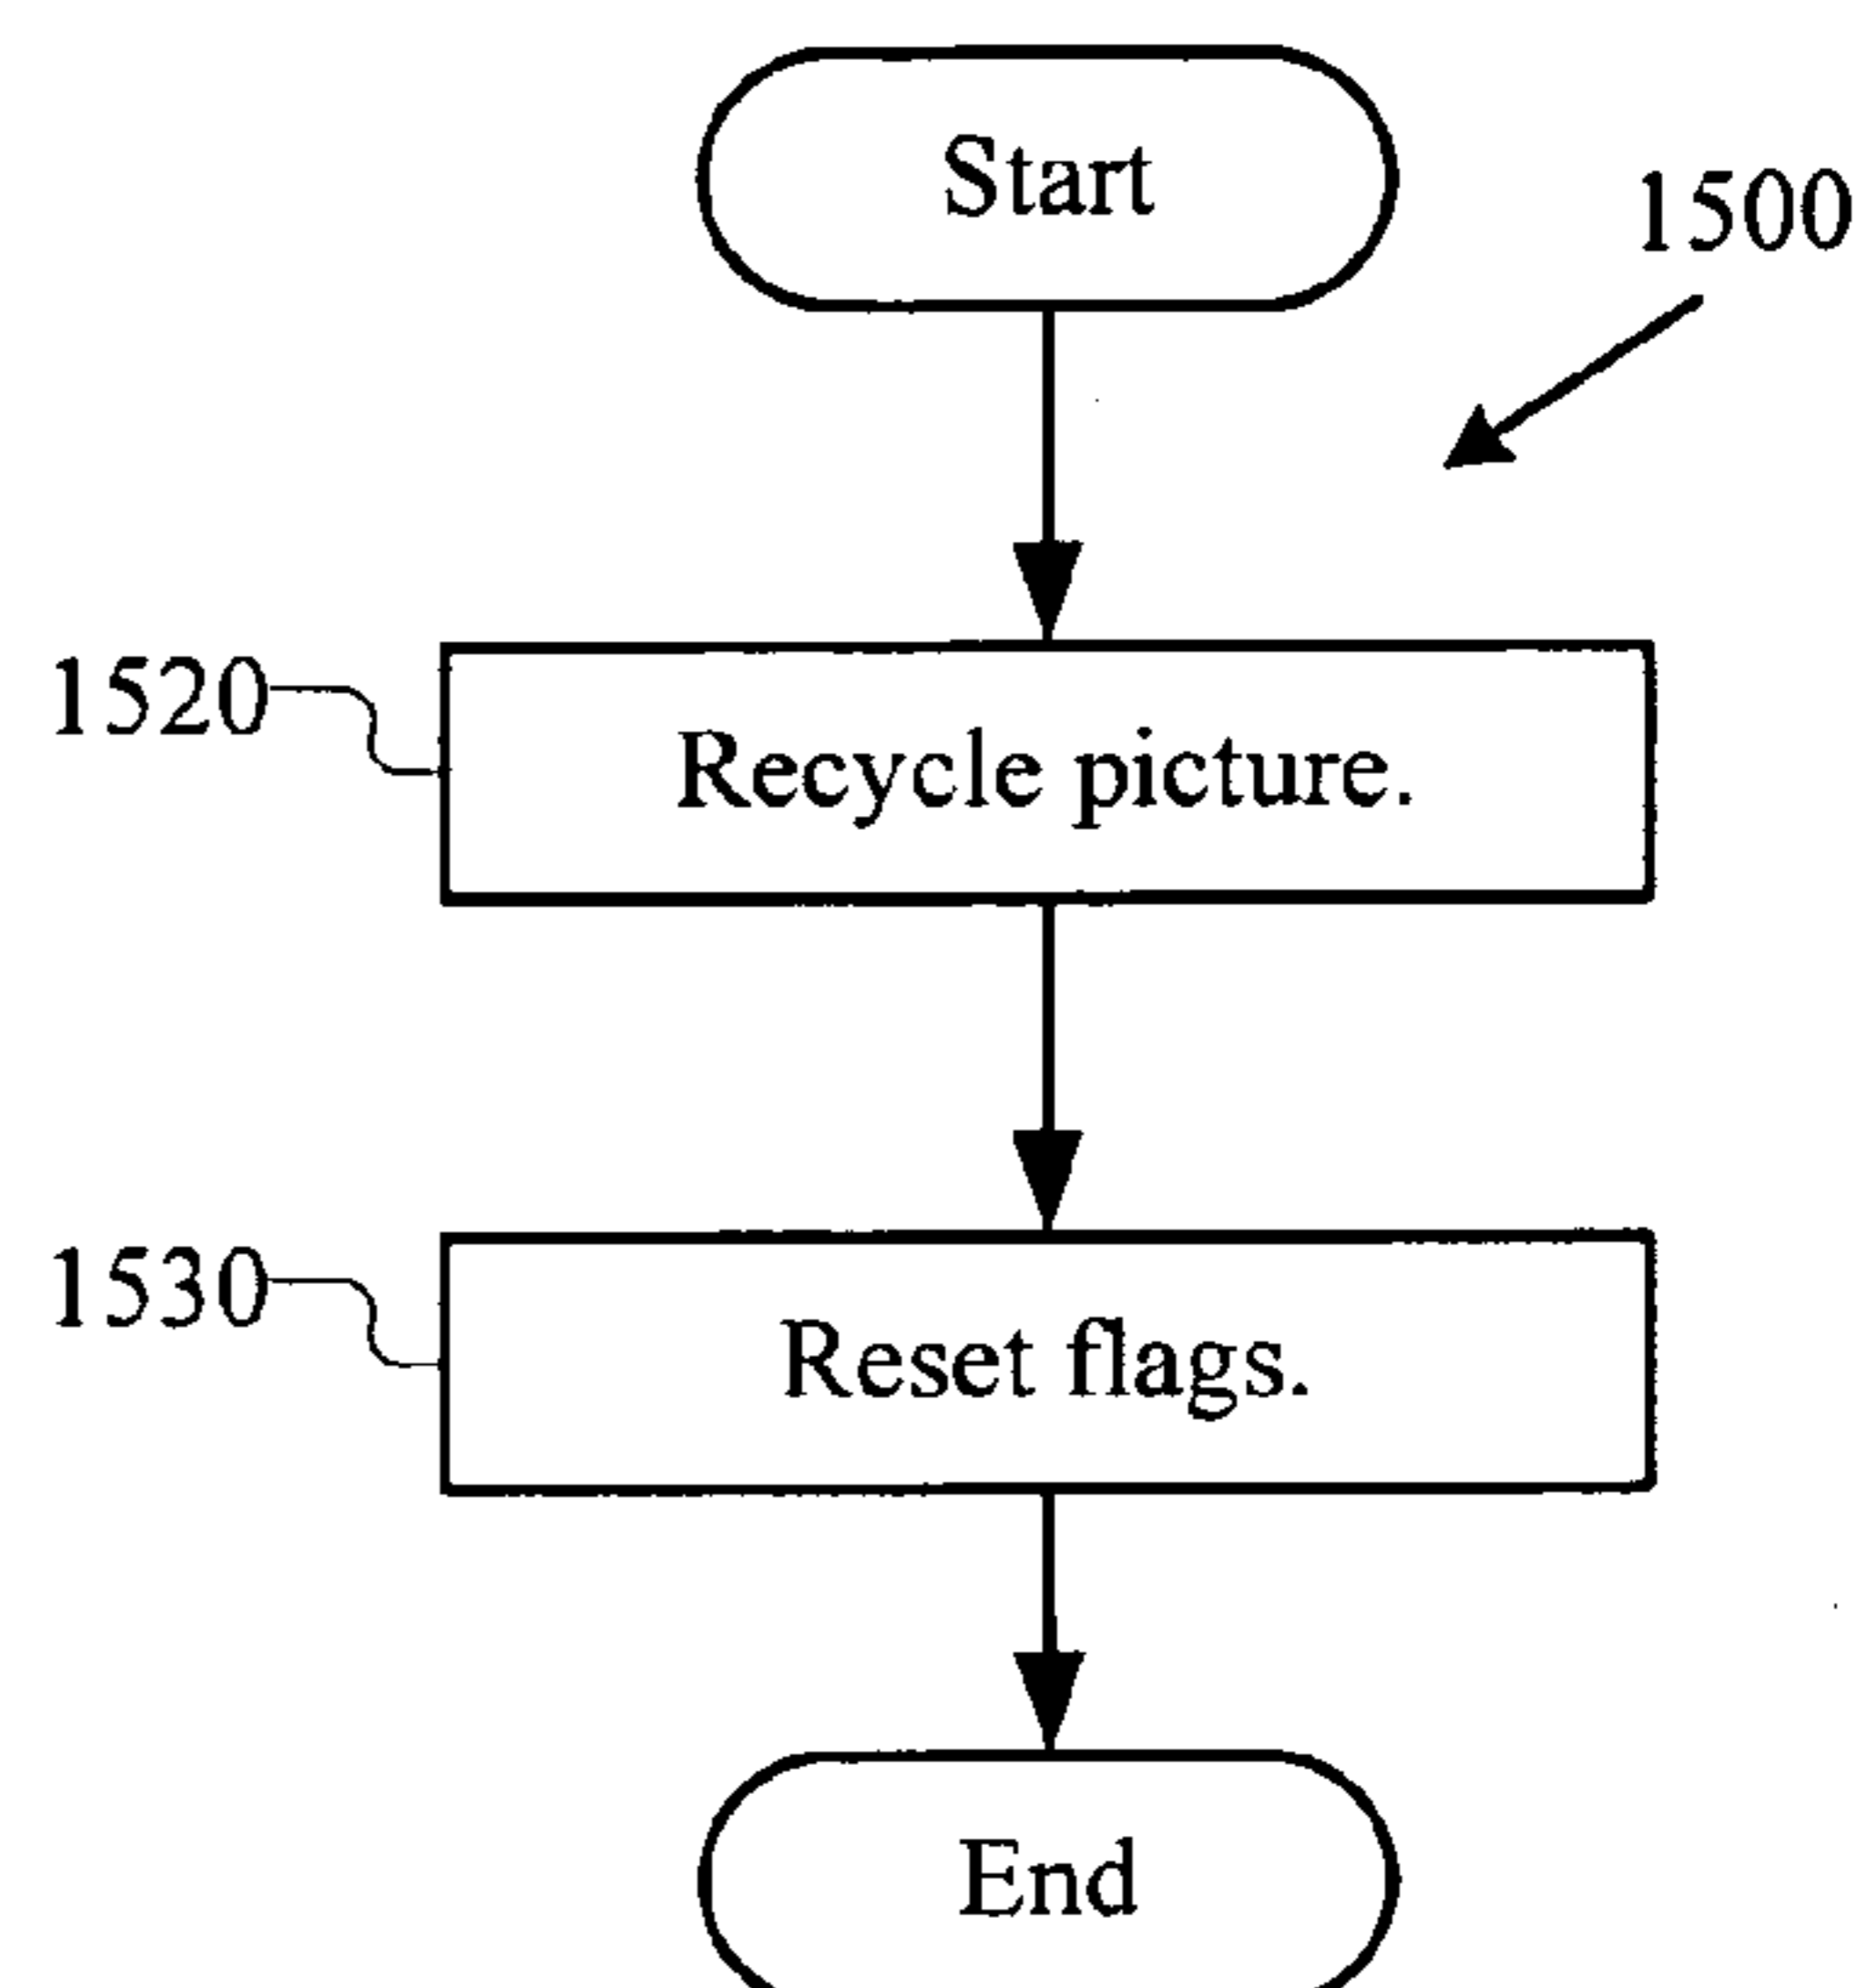 Start
1500
1520
Recycle picture.
1530
Reset flags.
End